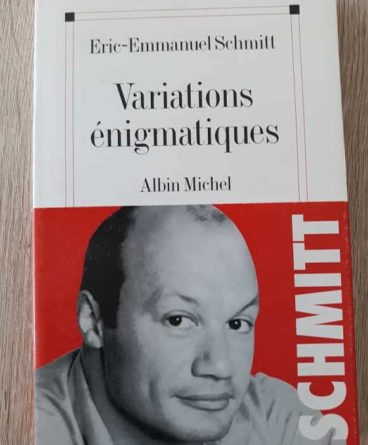 Eric-Emmanuel Schmitt
Variations
énigmatiques
Albin Michel
SCHMITT